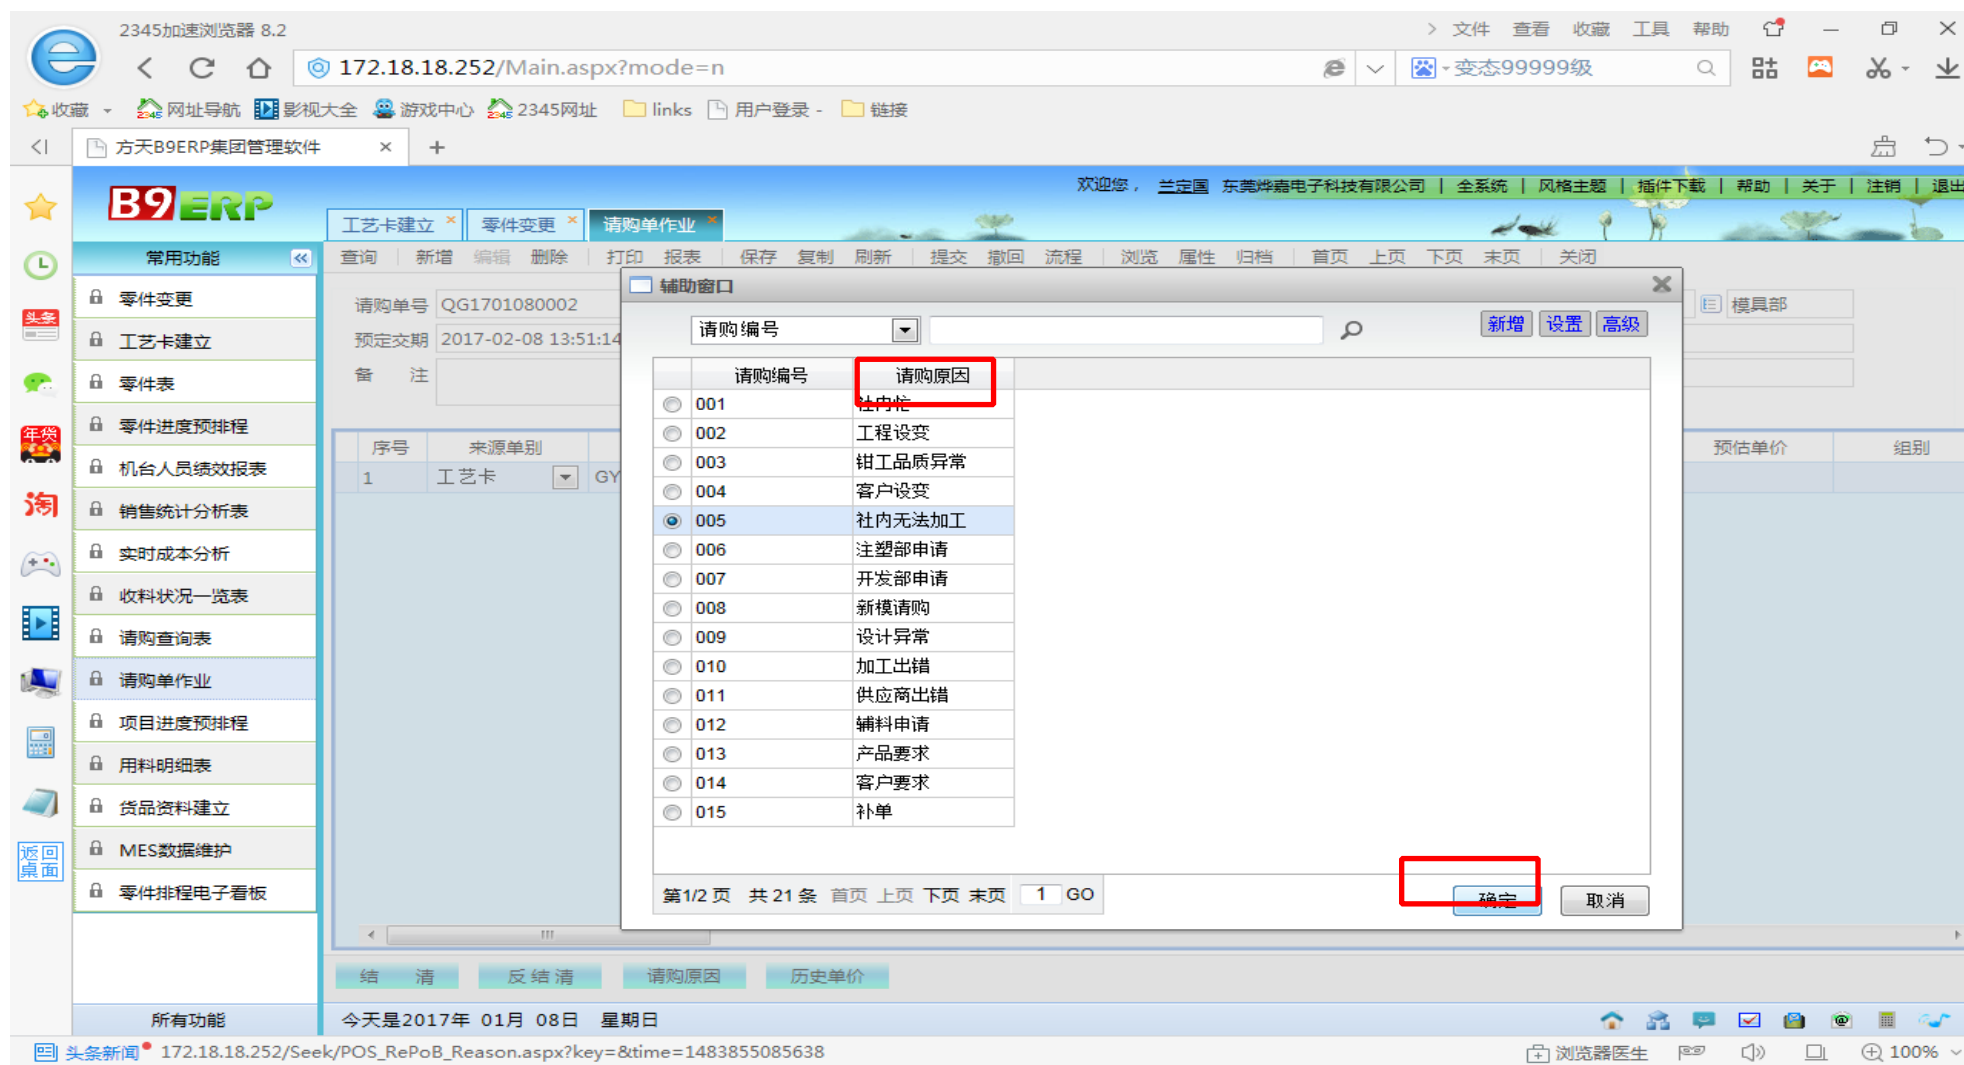 2345加速浏览器 8.2
文件 查看 收藏 工具 帮助
172.18.18.252/Main.aspx?mode=n
变态99999级
收藏 网址导航 影视大全 游戏中心 2345网址 links 用户登录 - 链接
方天B9ERP集团管理软件
欢迎您， 兰定国 东莞烨嘉电子科技有限公司 | 全系统 | 风格主题 | 插件下载 | 帮助 | 关于 | 注销 | 退出
B9 ERP
工艺卡建立 零件变更 请购单作业
常用功能
查询 新增 编辑 删除 打印 报表 保存 复制 刷新 提交 撤回 流程 浏览 属性 归档 首页 上页 下页 末页 关闭
零件变更
工艺卡建立
零件表
零件进度预排程
机台人员绩效报表
销售统计分析表
实时成本分析
收料状况一览表
请购查询表
请购单作业
项目进度预排程
用料明细表
货品资料建立
MES数据维护
零件排程电子看板
所有功能
头条
年货
淘
返回桌面
请购单号 QG1701080002
模具部
预定交期 2017-02-08 13:51:14
备 注
序号 来源单别 预估单价 组别
1 工艺卡 GY
辅助窗口
请购编号
新增 设置 高级
请购编号 请购原因
001 社内忙
002 工程设变
003 钳工品质异常
004 客户设变
005 社内无法加工
006 注塑部申请
007 开发部申请
008 新模请购
009 设计异常
010 加工出错
011 供应商出错
012 辅料申请
013 产品要求
014 客户要求
015 补单
第1/2 页 共 21 条 首页 上页 下页 末页 1 GO
确定 取消
结 清 反 结 清 请购原因 历史单价
今天是2017年 01月 08日 星期日
头条新闻 172.18.18.252/Seek/POS_RePoB_Reason.aspx?key=&time=1483855085638
浏览器医生 100%